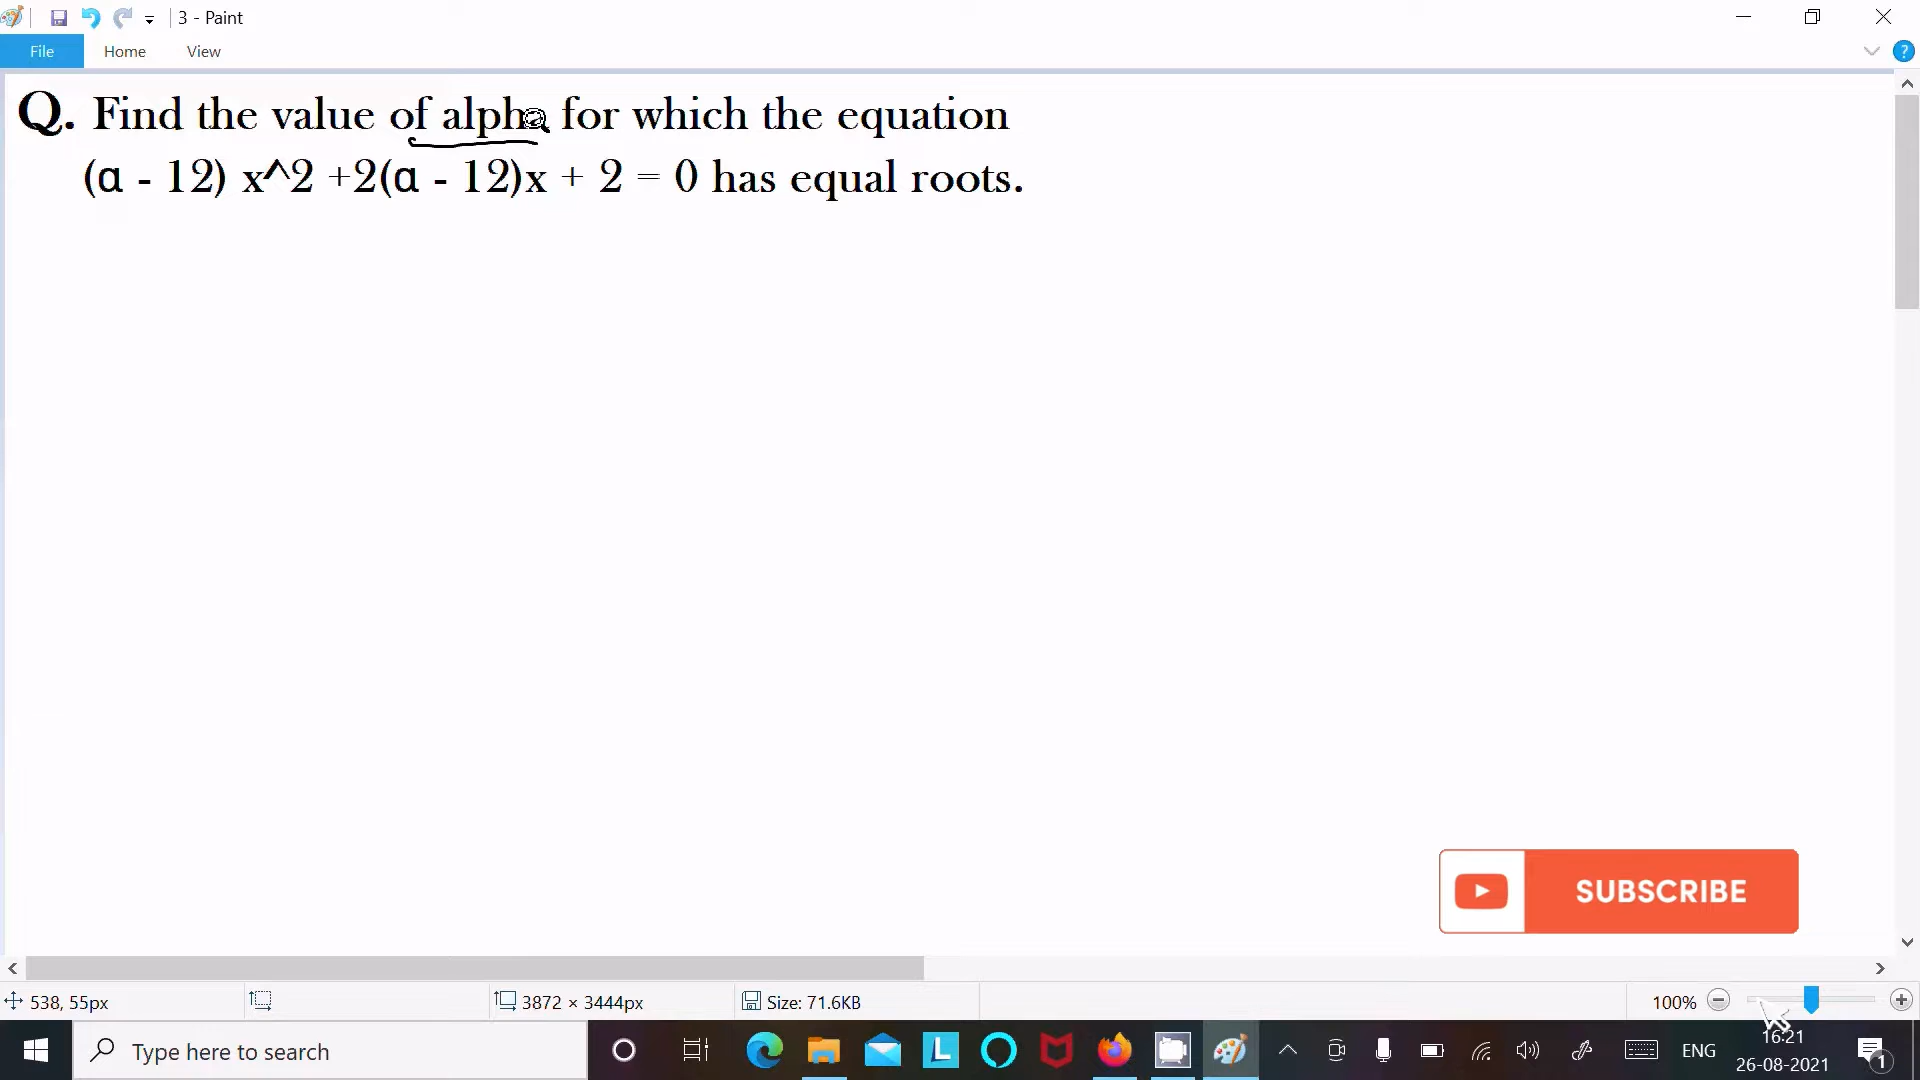 3 - Paint
File Home View
Q. Find the value of alpha for which the equation
(α - 12) x^2 +2(α - 12)x + 2 = 0 has equal roots.
SUBSCRIBE
538, 55px 3872 × 3444px Size: 71.6KB 100%
Type here to search ENG 16:21
26-08-2021 1